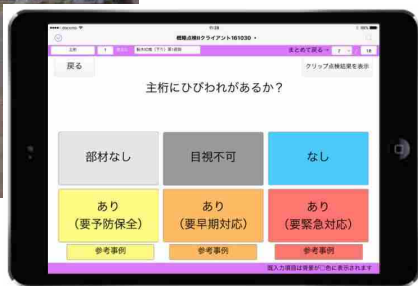 11:29
概略点検Bクライアント161030
まとめて戻る
戻る
クリップ点検結果を表示
主桁にひびわれがあるか？
部材なし
目視不可
なし
あり
（要予防保全）
あり
（要早期対応）
あり
（要緊急対応）
参考事例
参考事例
参考事例
既入力項目は背景が□色に表示されます